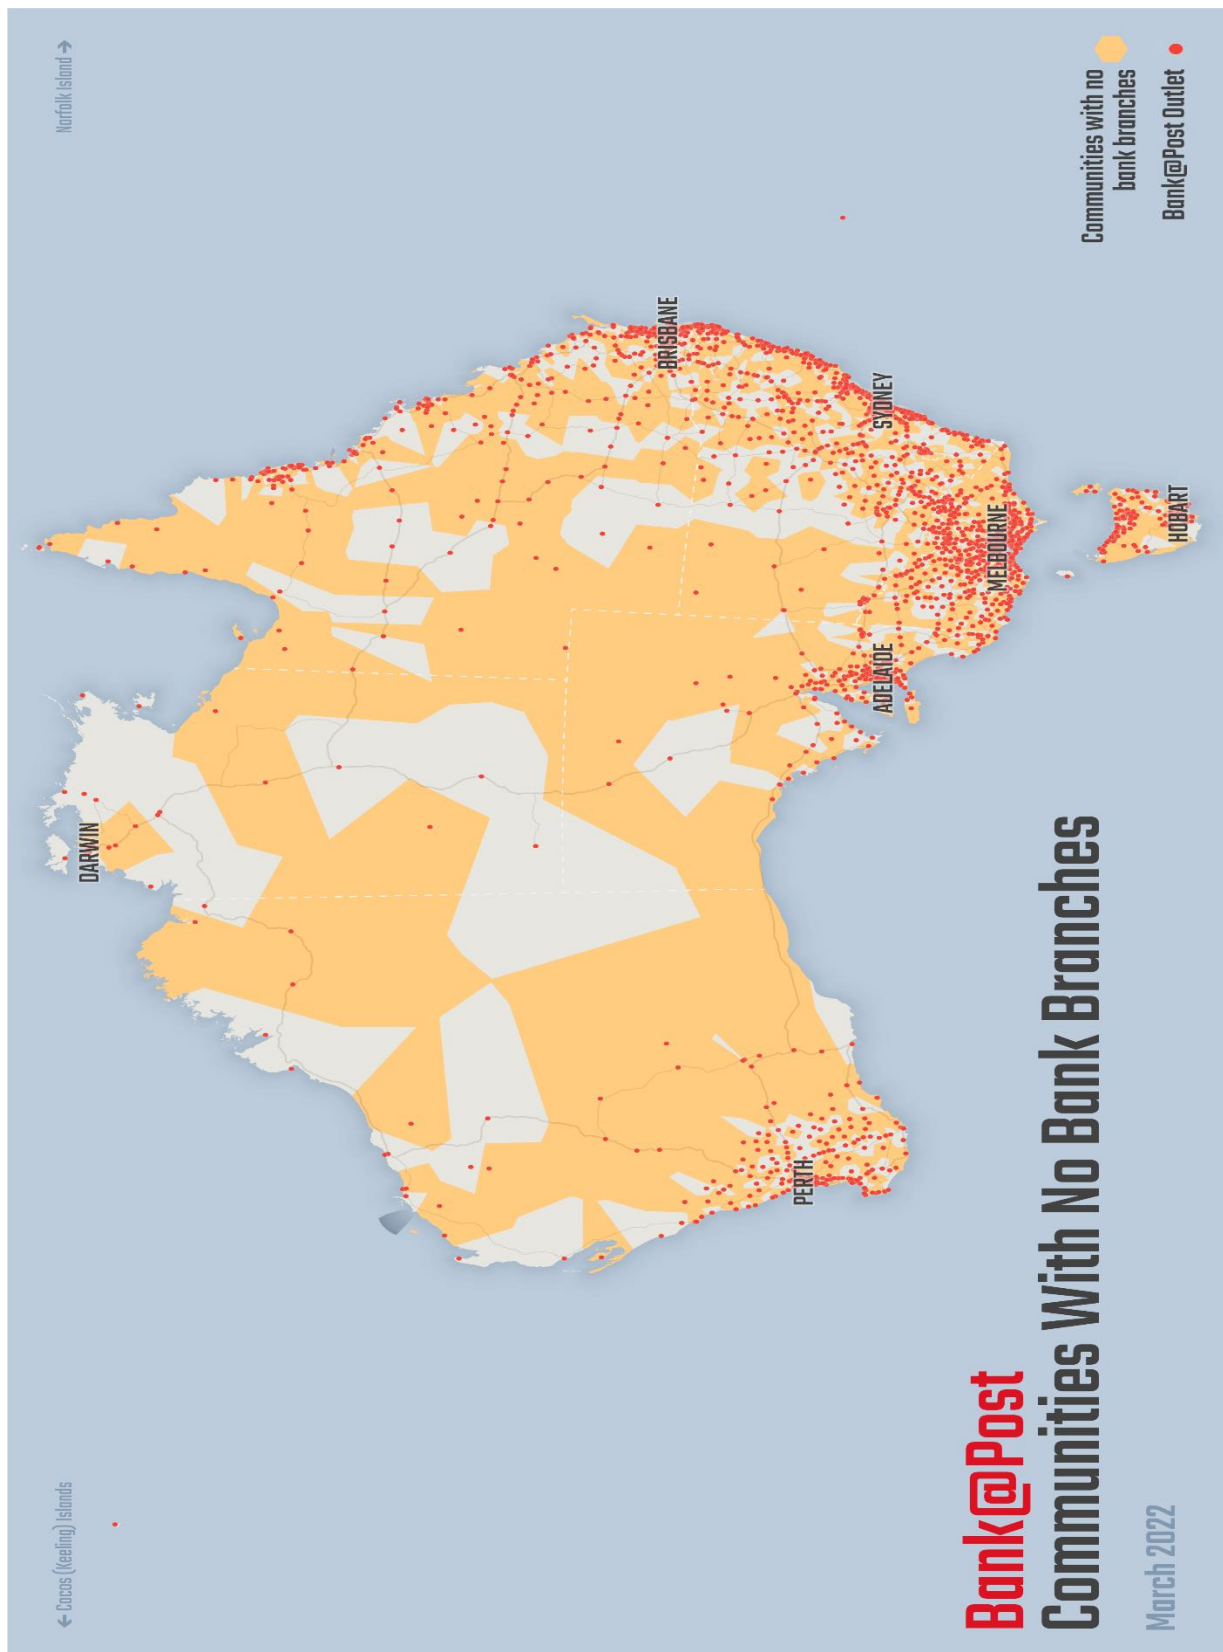 Bank@Post
Communities With No Bank Branches
March 2022
← Cocos (Keeling) Islands
Norfolk Island →
DARWIN
BRISBANE
SYDNEY
MELBOURNE
HOBART
ADELAIDE
PERTH
Communities with no
bank branches
Bank@Post Outlet